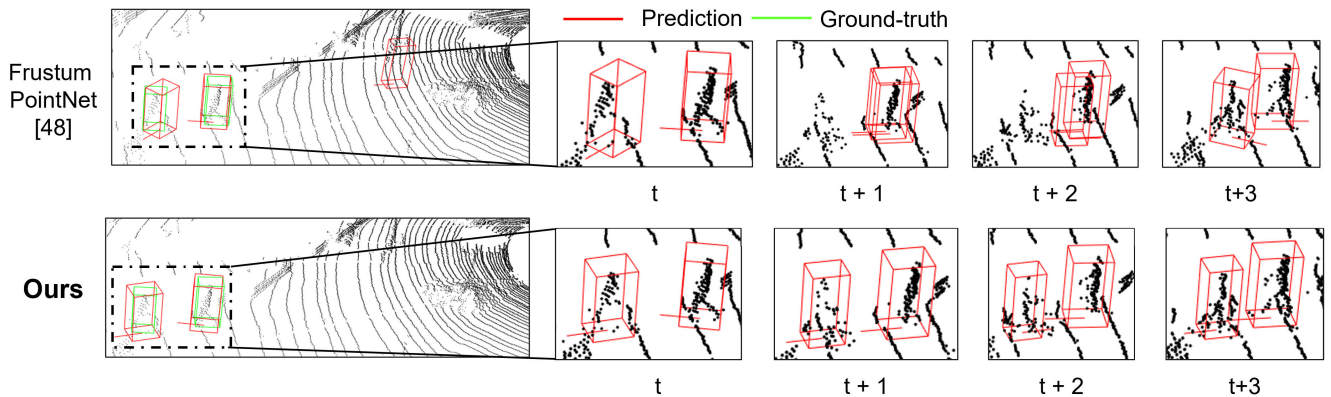 Prediction
Ground-truth
Frustum
PointNet
[48]
t
t + 1
t + 2
t+3
Ours
t
t + 1
t + 2
t+3